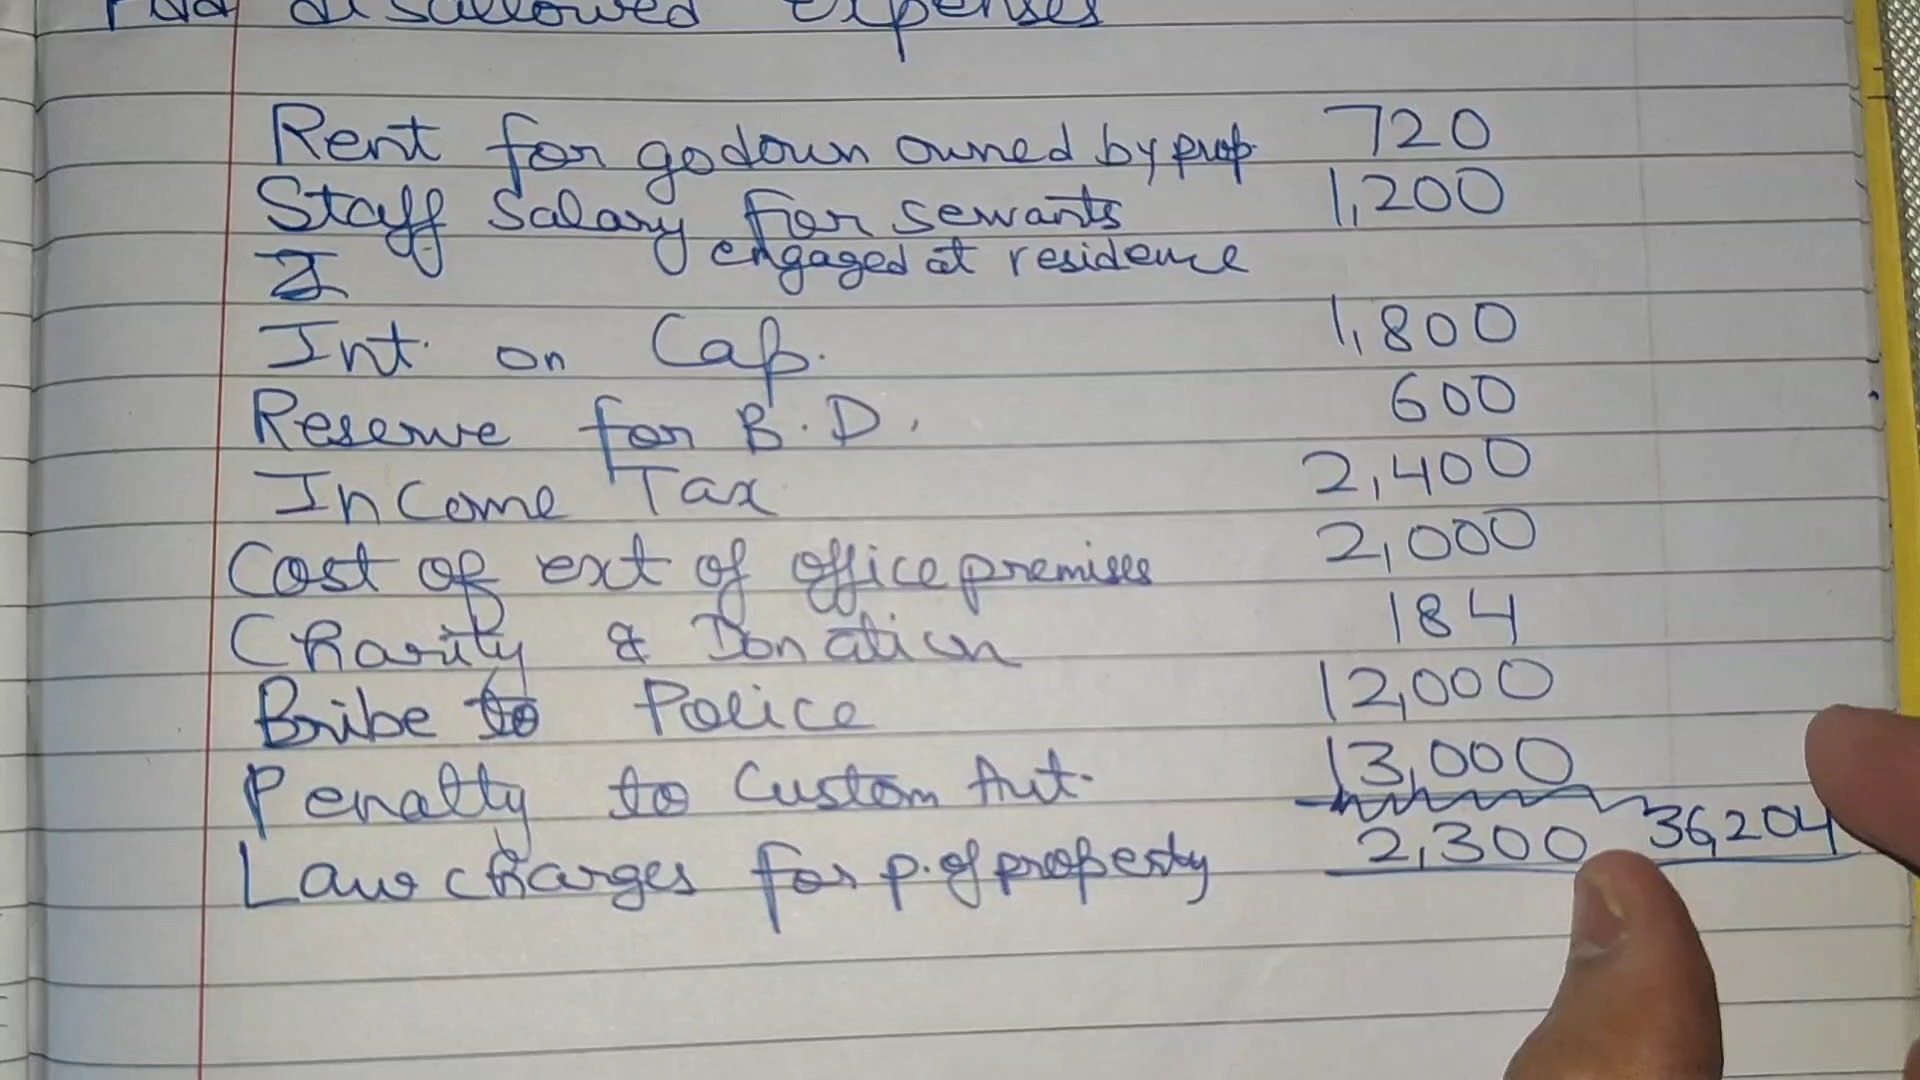 Add disallowed expenses
Rent for godown owned by prop. 720
Staff Salary for servants 1,200
engaged at residence
Int. on Cap. 1,800
Reserve for B.D. 600
Income Tax 2,400
Cost of ext of office premises 2,000
Charity & Donation 184
Bribe to Police 12,000
Penalty to Custom Aut. 13,000
Law charges for p. of property 2,300 36,204